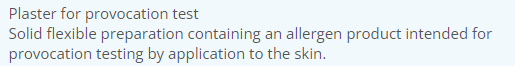 Plaster for provocation test
Solid flexible preparation containing an allergen product intended for
provocation testing by application to the skin.